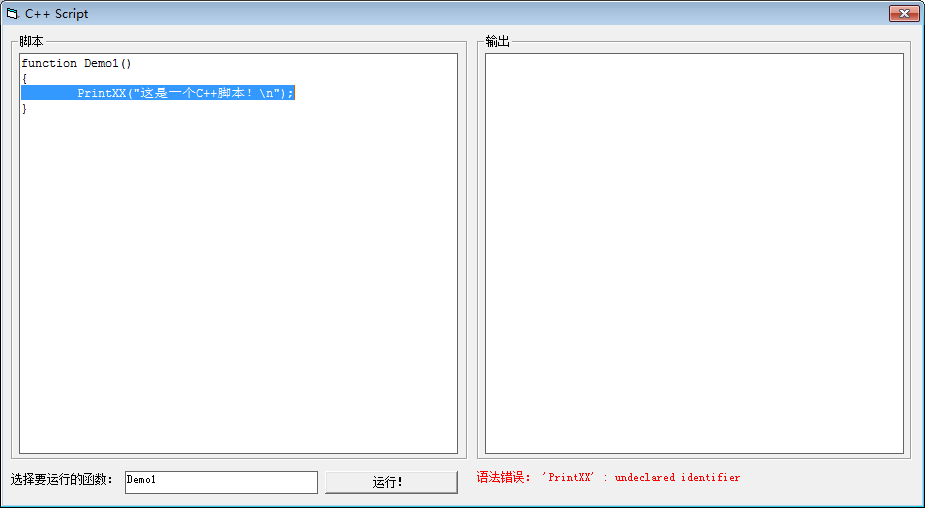 C++ Script
脚本
function Demo1()
{
PrintXX("这是一个C++脚本！\n");
}
输出
选择要运行的函数：
Demo1
运行！
语法错误： 'PrintXX' : undeclared identifier